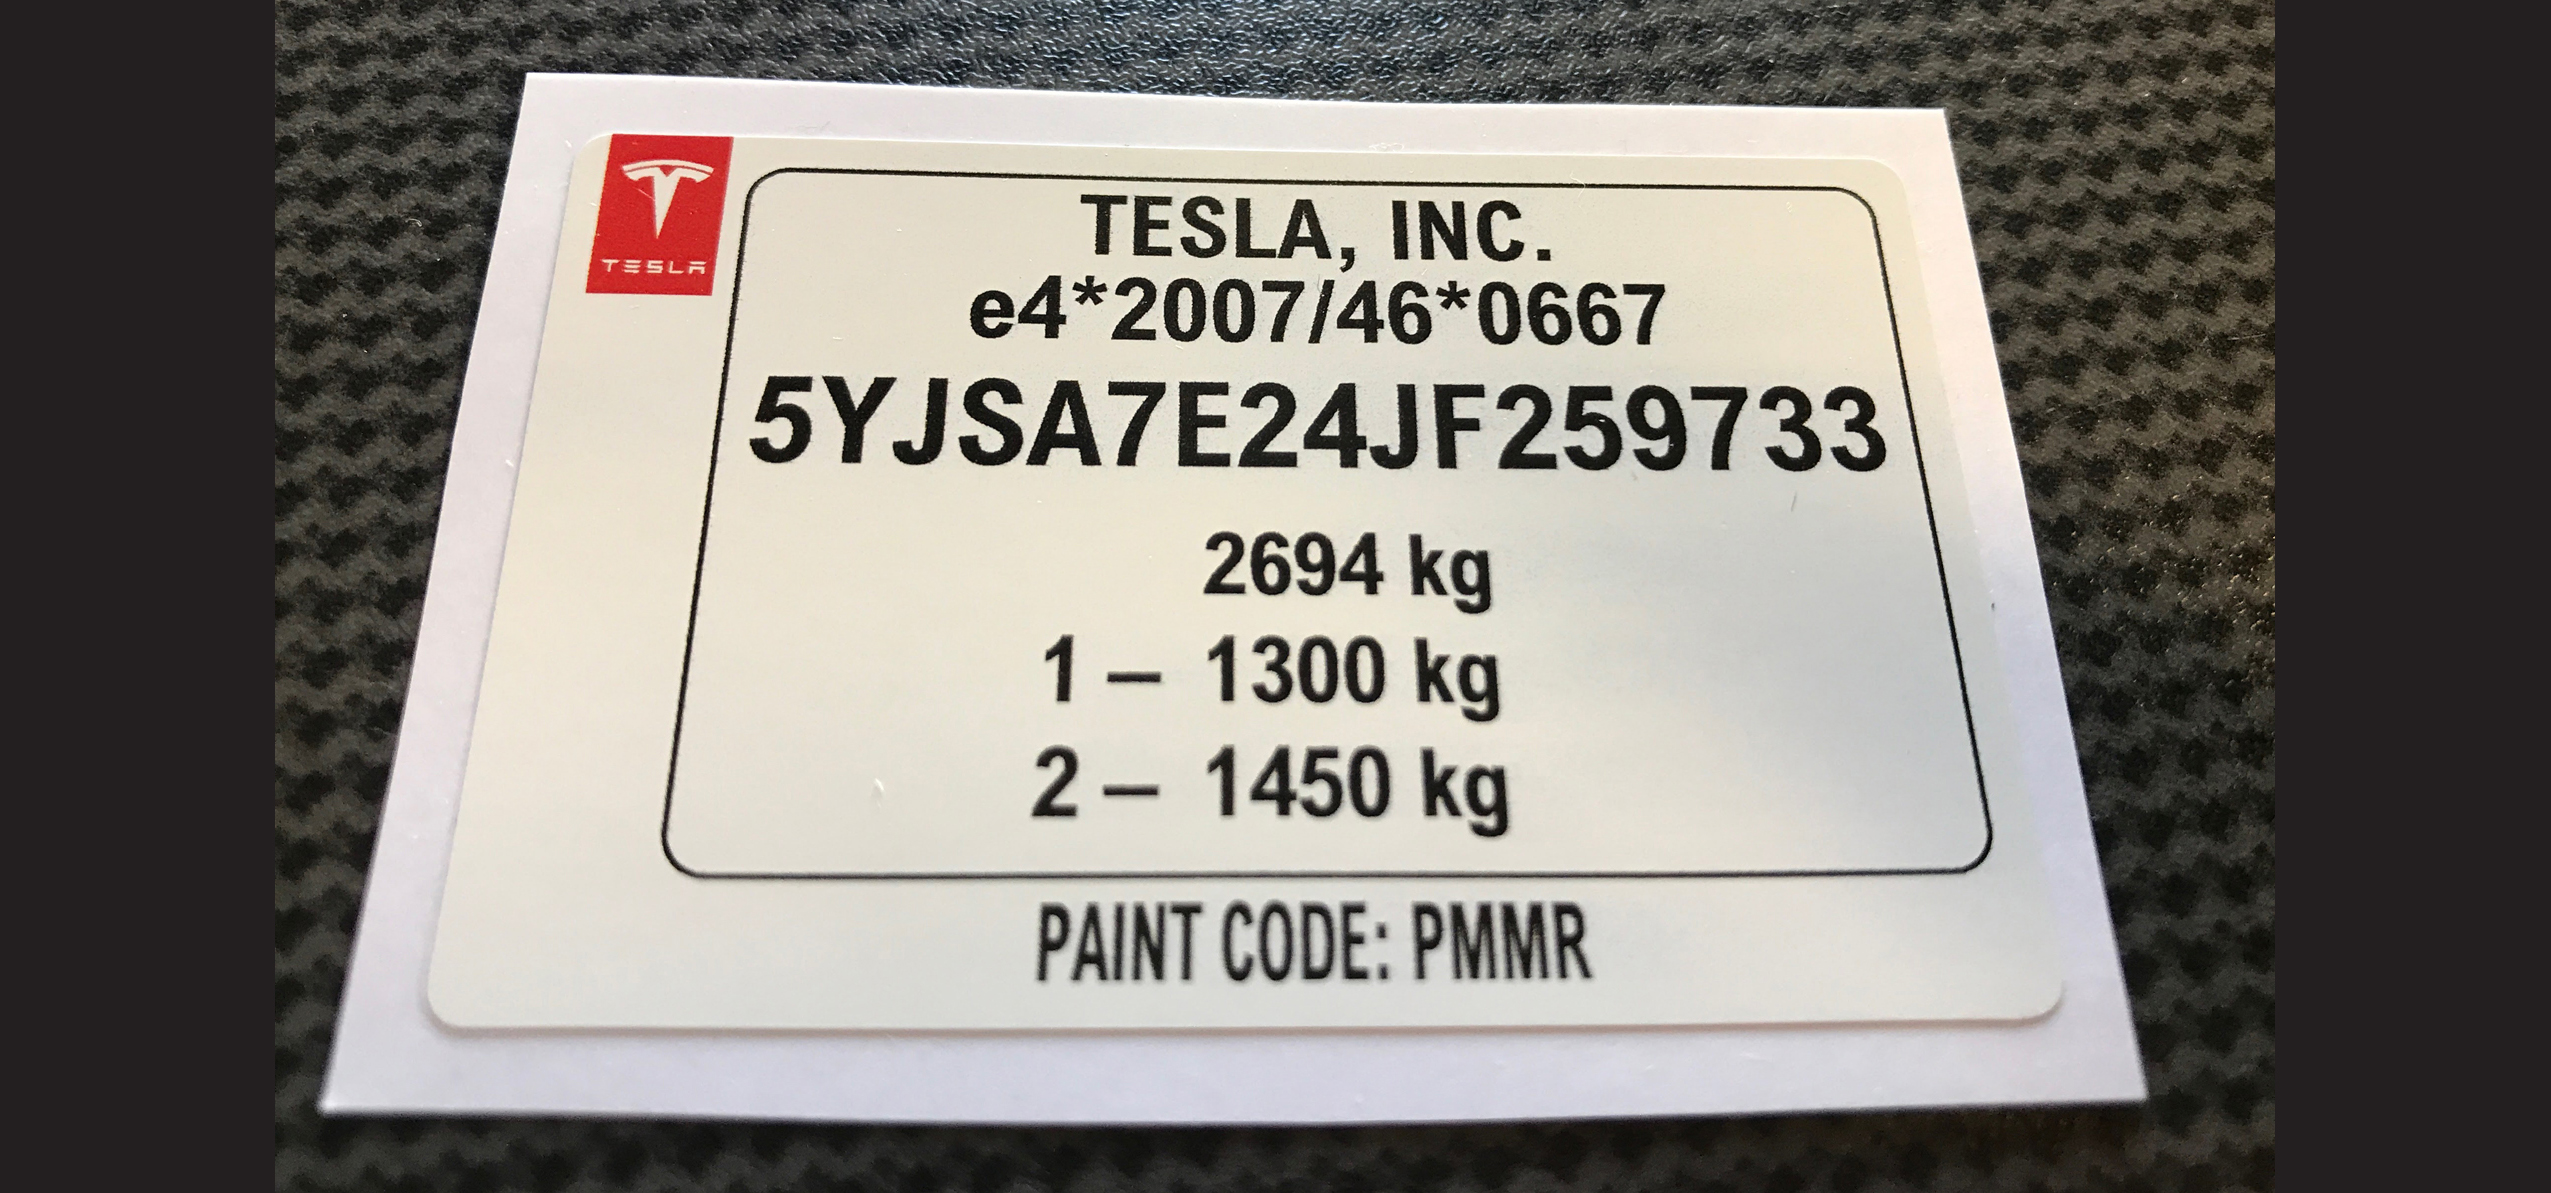 TESLA
TESLA, INC.
e4*2007/46*0667
5YJSA7E24JF259733
2694 kg
1 – 1300 kg
2 – 1450 kg
PAINT CODE: PMMR